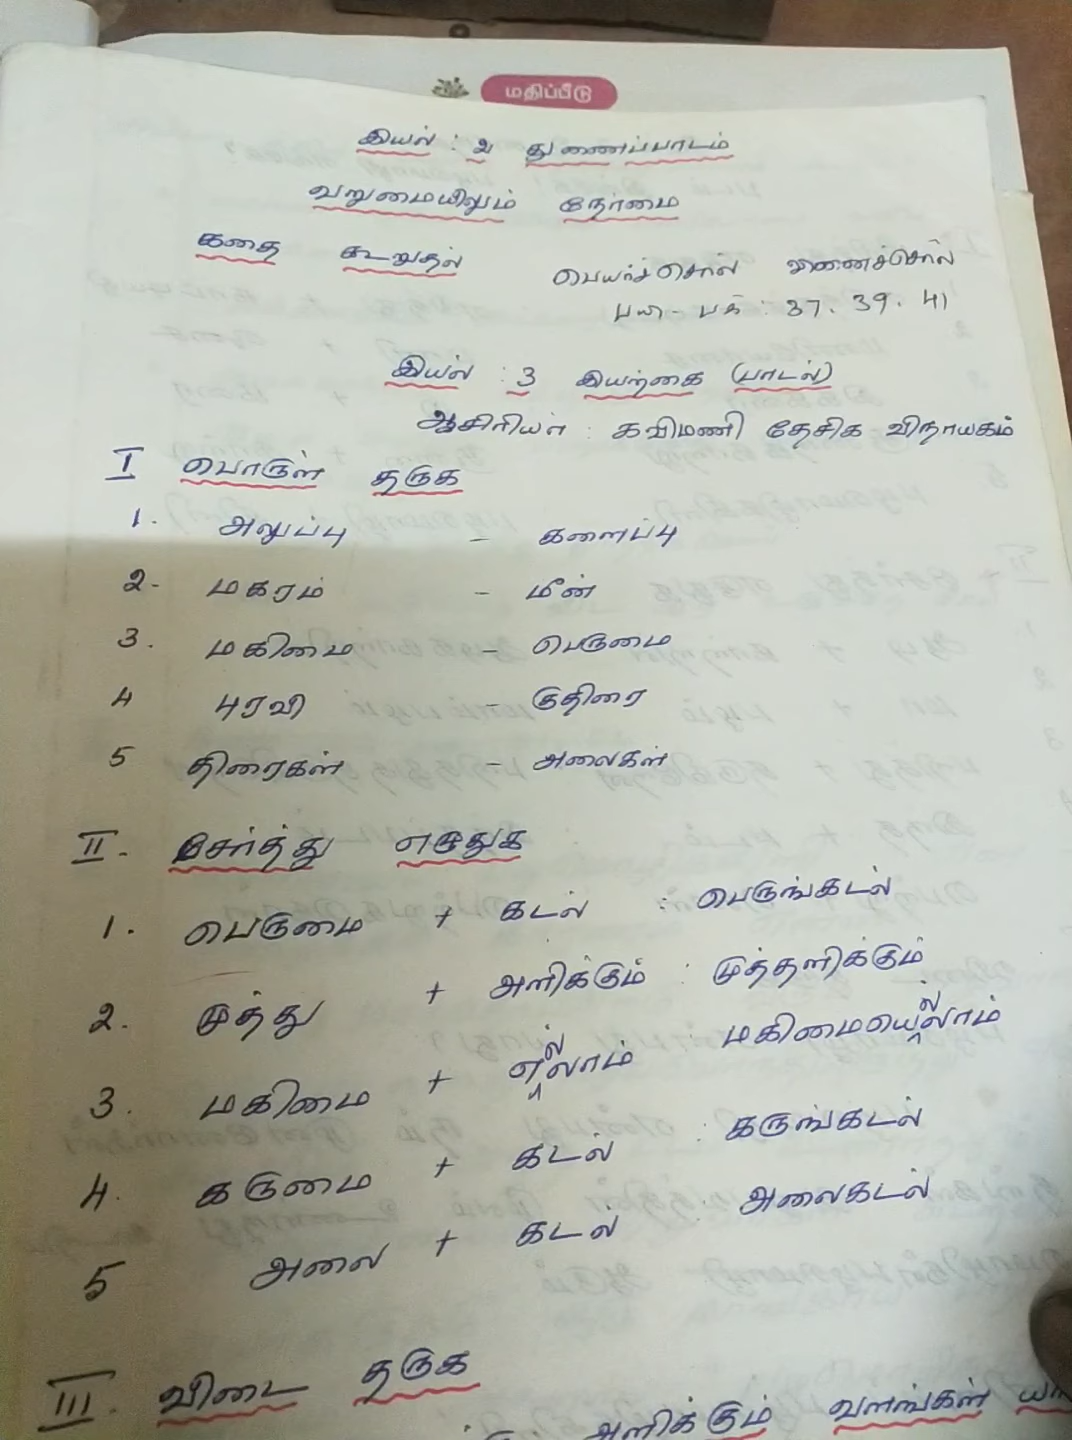 மதிப்பீடு
இயல் : 2 துணைப்பாடம்
வறுமையிலும் நேர்மை
கதை கூறுதல்
பெயர்ச்சொல் வினைச்சொல்
பக் : 37. 39. 41
இயல் : 3 இயற்கை (பாடல்)
ஆசிரியர் : கவிமணி தேசிக விநாயகம்
I பொருள் தருக
1. அலுப்பு - களைப்பு
2- மகரம் - மீன்
3. மகிமை - பெருமை
4 புரவி - குதிரை
5 திரைகள் - அலைகள்
II. சேர்த்து எழுதுக
1. பெருமை + கடல் : பெருங்கடல்
2. முத்து + அளிக்கும் : முத்தளிக்கும்
3. மகிமை + எல்லாம் மகிமையெல்லாம்
4. கருமை + கடல் : கருங்கடல்
5 அலை + கடல் : அலைகடல்
III. விடை தருக
அளிக்கும் வளங்கள்